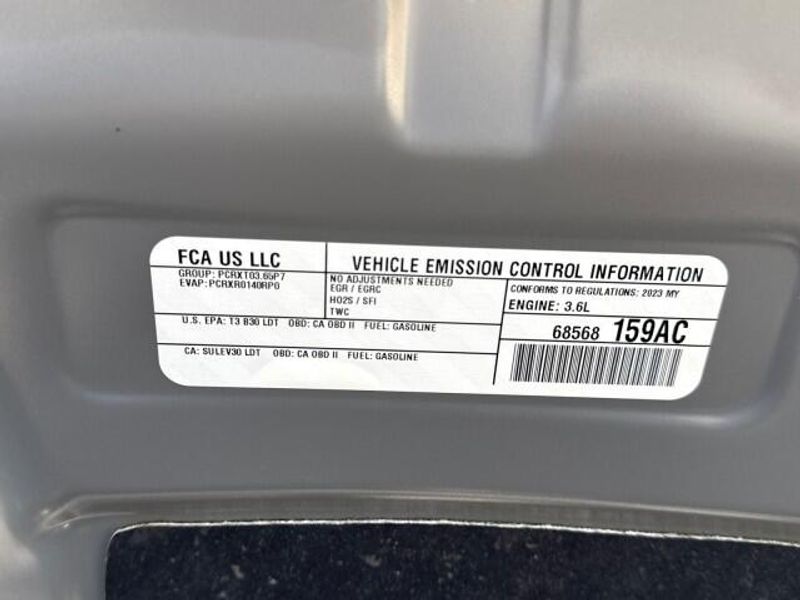 FCA US LLC
GROUP: PCRXT03.65P7
EVAP: PCRXR0140RP0
VEHICLE EMISSION CONTROL INFORMATION
NO ADJUSTMENTS NEEDED
EGR / EGRC
HO2S / SFI
TWC
CONFORMS TO REGULATIONS: 2023 MY
ENGINE: 3.6L
U.S. EPA: T3 B30 LDT OBD: CA OBD II FUEL: GASOLINE
CA: SULEV30 LDT OBD: CA OBD II FUEL: GASOLINE
68568 159AC